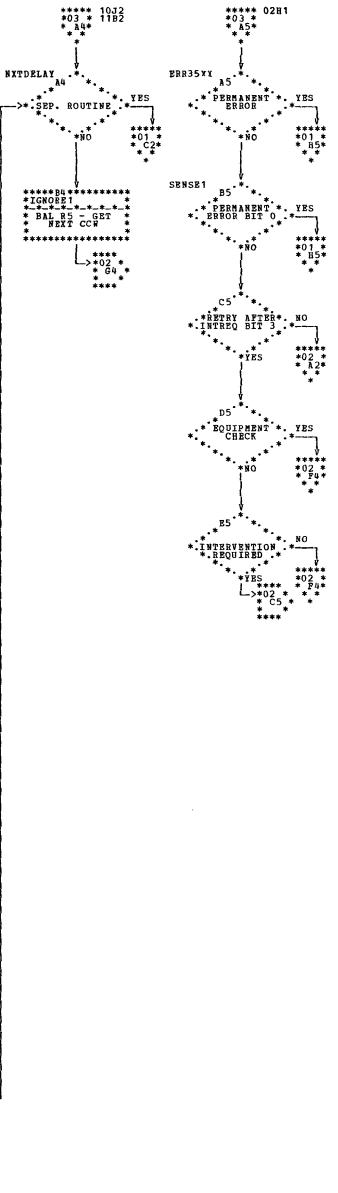 ***** 10J2
*03 * 11B2
* A4*
NXTDELAY
A4
SEP. ROUTINE
YES
*****
*01 *
* C2*
*NO
*****B4**********
*IGNORE1
*-*-*-*-*-*-*-*-*
* BAL R5 - GET *
* NEXT CCW *
*****************
****
*02 *
* G4 *
****
***** 02H1
*03 *
* A5*
ERR35XX
A5
PERMANENT
ERROR
YES
*****
*01 *
* H5*
*NO
SENSE1
B5
PERMANENT
ERROR BIT 0
YES
*****
*01 *
* H5*
*NO
C5
*RETRY AFTER*
*.INTREQ BIT 3 .*
NO
*****
*02 *
* A2*
*YES
D5
EQUIPMENT
CHECK
YES
*****
*02 *
* F4*
*NO
E5
INTERVENTION
REQUIRED
NO
*****
*02 *
* F4*
*YES
****
*02 *
* C5 *
****